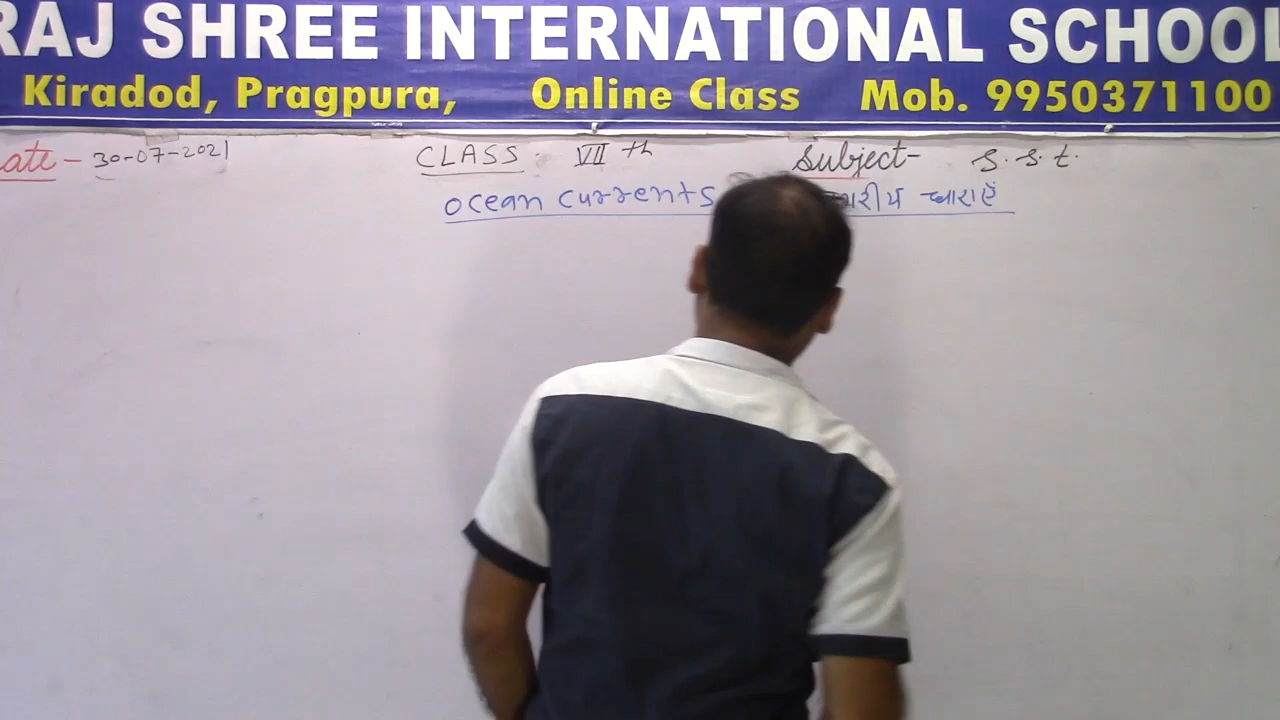 RAJ SHREE INTERNATIONAL SCHOOL
Kiradod, Pragpura, Online Class Mob. 9950371100
ate - 30-07-2021 CLASS : VII th Subject- S. S. t.
ocean currents गरीय धाराएँ